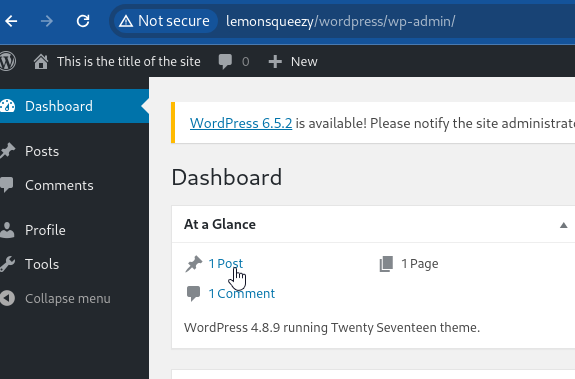 Not secure lemonsqueezy/wordpress/wp-admin/
This is the title of the site 0 New
Dashboard
Posts
Comments
Profile
Tools
Collapse menu
WordPress 6.5.2 is available! Please notify the site
Dashboard
At a Glance
1 Post 1 Page
1 Comment
WordPress 4.8.9 running Twenty Seventeen theme.